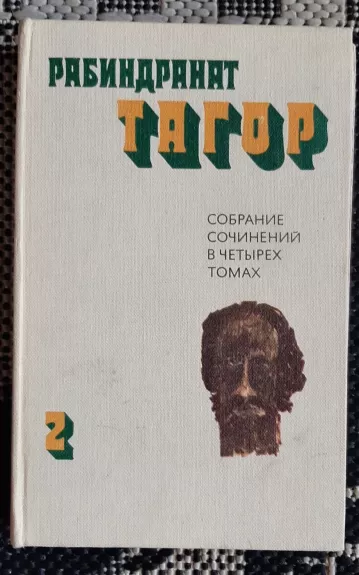 РАБИНДРАНАТ
ТАГОР
СОБРАНИЕ
СОЧИНЕНИЙ
В ЧЕТЫРЕХ
ТОМАХ
2